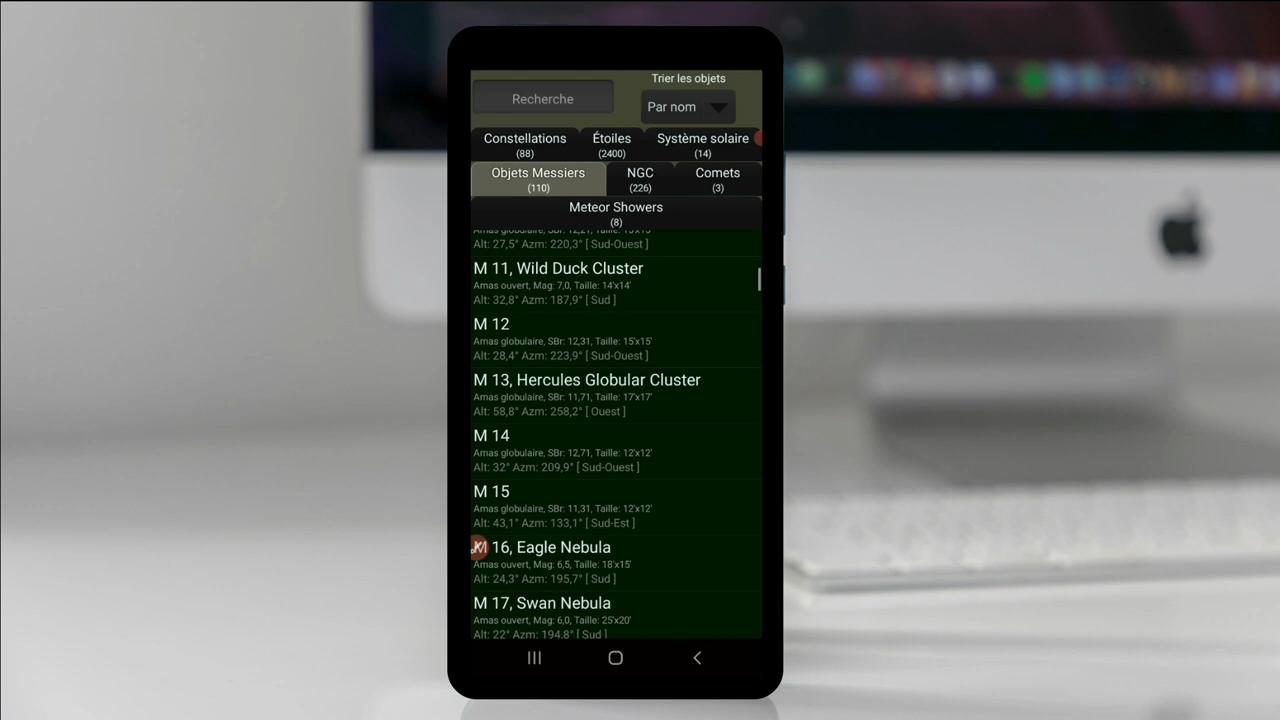 Trier les objets
Recherche
Par nom
Constellations
(88)
Étoiles
(2400)
Système solaire
(14)
Objets Messiers
(110)
NGC
(226)
Comets
(3)
Meteor Showers
(8)
Amas globulaire, SBr: 12,21, Taille: 15'x15'
Alt: 27,5° Azm: 220,3° [ Sud-Ouest ]
M 11, Wild Duck Cluster
Amas ouvert, Mag: 7,0, Taille: 14'x14'
Alt: 32,8° Azm: 187,9° [ Sud ]
M 12
Amas globulaire, SBr: 12,31, Taille: 15'x15'
Alt: 28,4° Azm: 223,9° [ Sud-Ouest ]
M 13, Hercules Globular Cluster
Amas globulaire, SBr: 11,71, Taille: 17'x17'
Alt: 58,8° Azm: 258,2° [ Ouest ]
M 14
Amas globulaire, SBr: 12,71, Taille: 12'x12'
Alt: 32° Azm: 209,9° [ Sud-Ouest ]
M 15
Amas globulaire, SBr: 11,31, Taille: 12'x12'
Alt: 43,1° Azm: 133,1° [ Sud-Est ]
M 16, Eagle Nebula
Amas ouvert, Mag: 6,5, Taille: 18'x15'
Alt: 24,3° Azm: 195,7° [ Sud ]
M 17, Swan Nebula
Amas ouvert, Mag: 6,0, Taille: 25'x20'
Alt: 22° Azm: 194,8° [ Sud ]